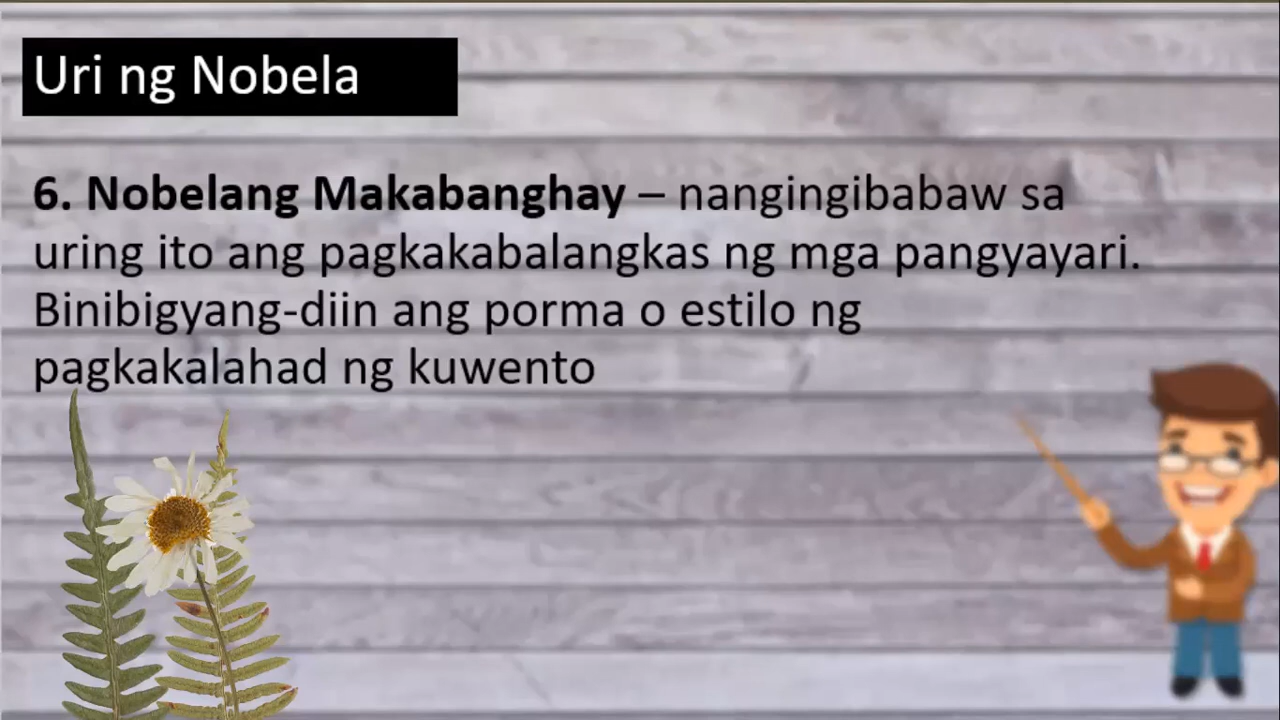 Uri ng Nobela
6. Nobelang Makabanghay – nangingibabaw sa
uring ito ang pagkakabalangkas ng mga pangyayari.
Binibigyang-diin ang porma o estilo ng
pagkakalahad ng kuwento